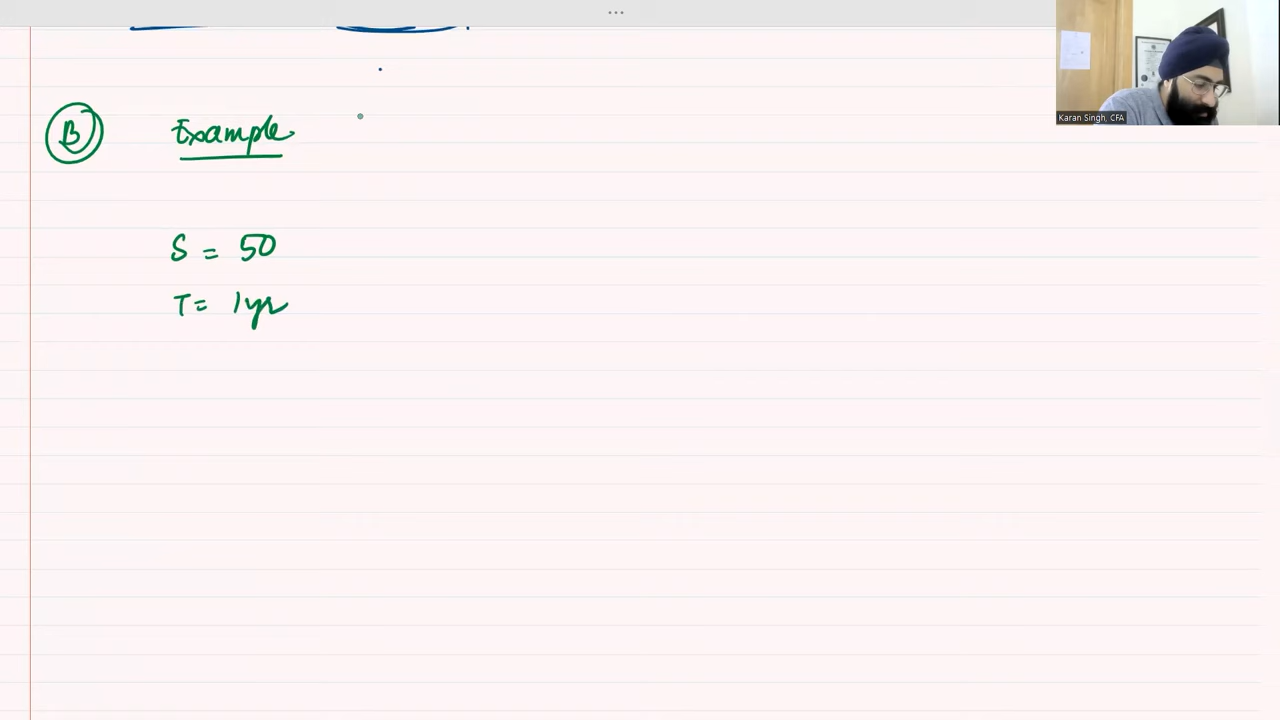 B Example
S = 50
T = 1yr
Karan Singh, CFA